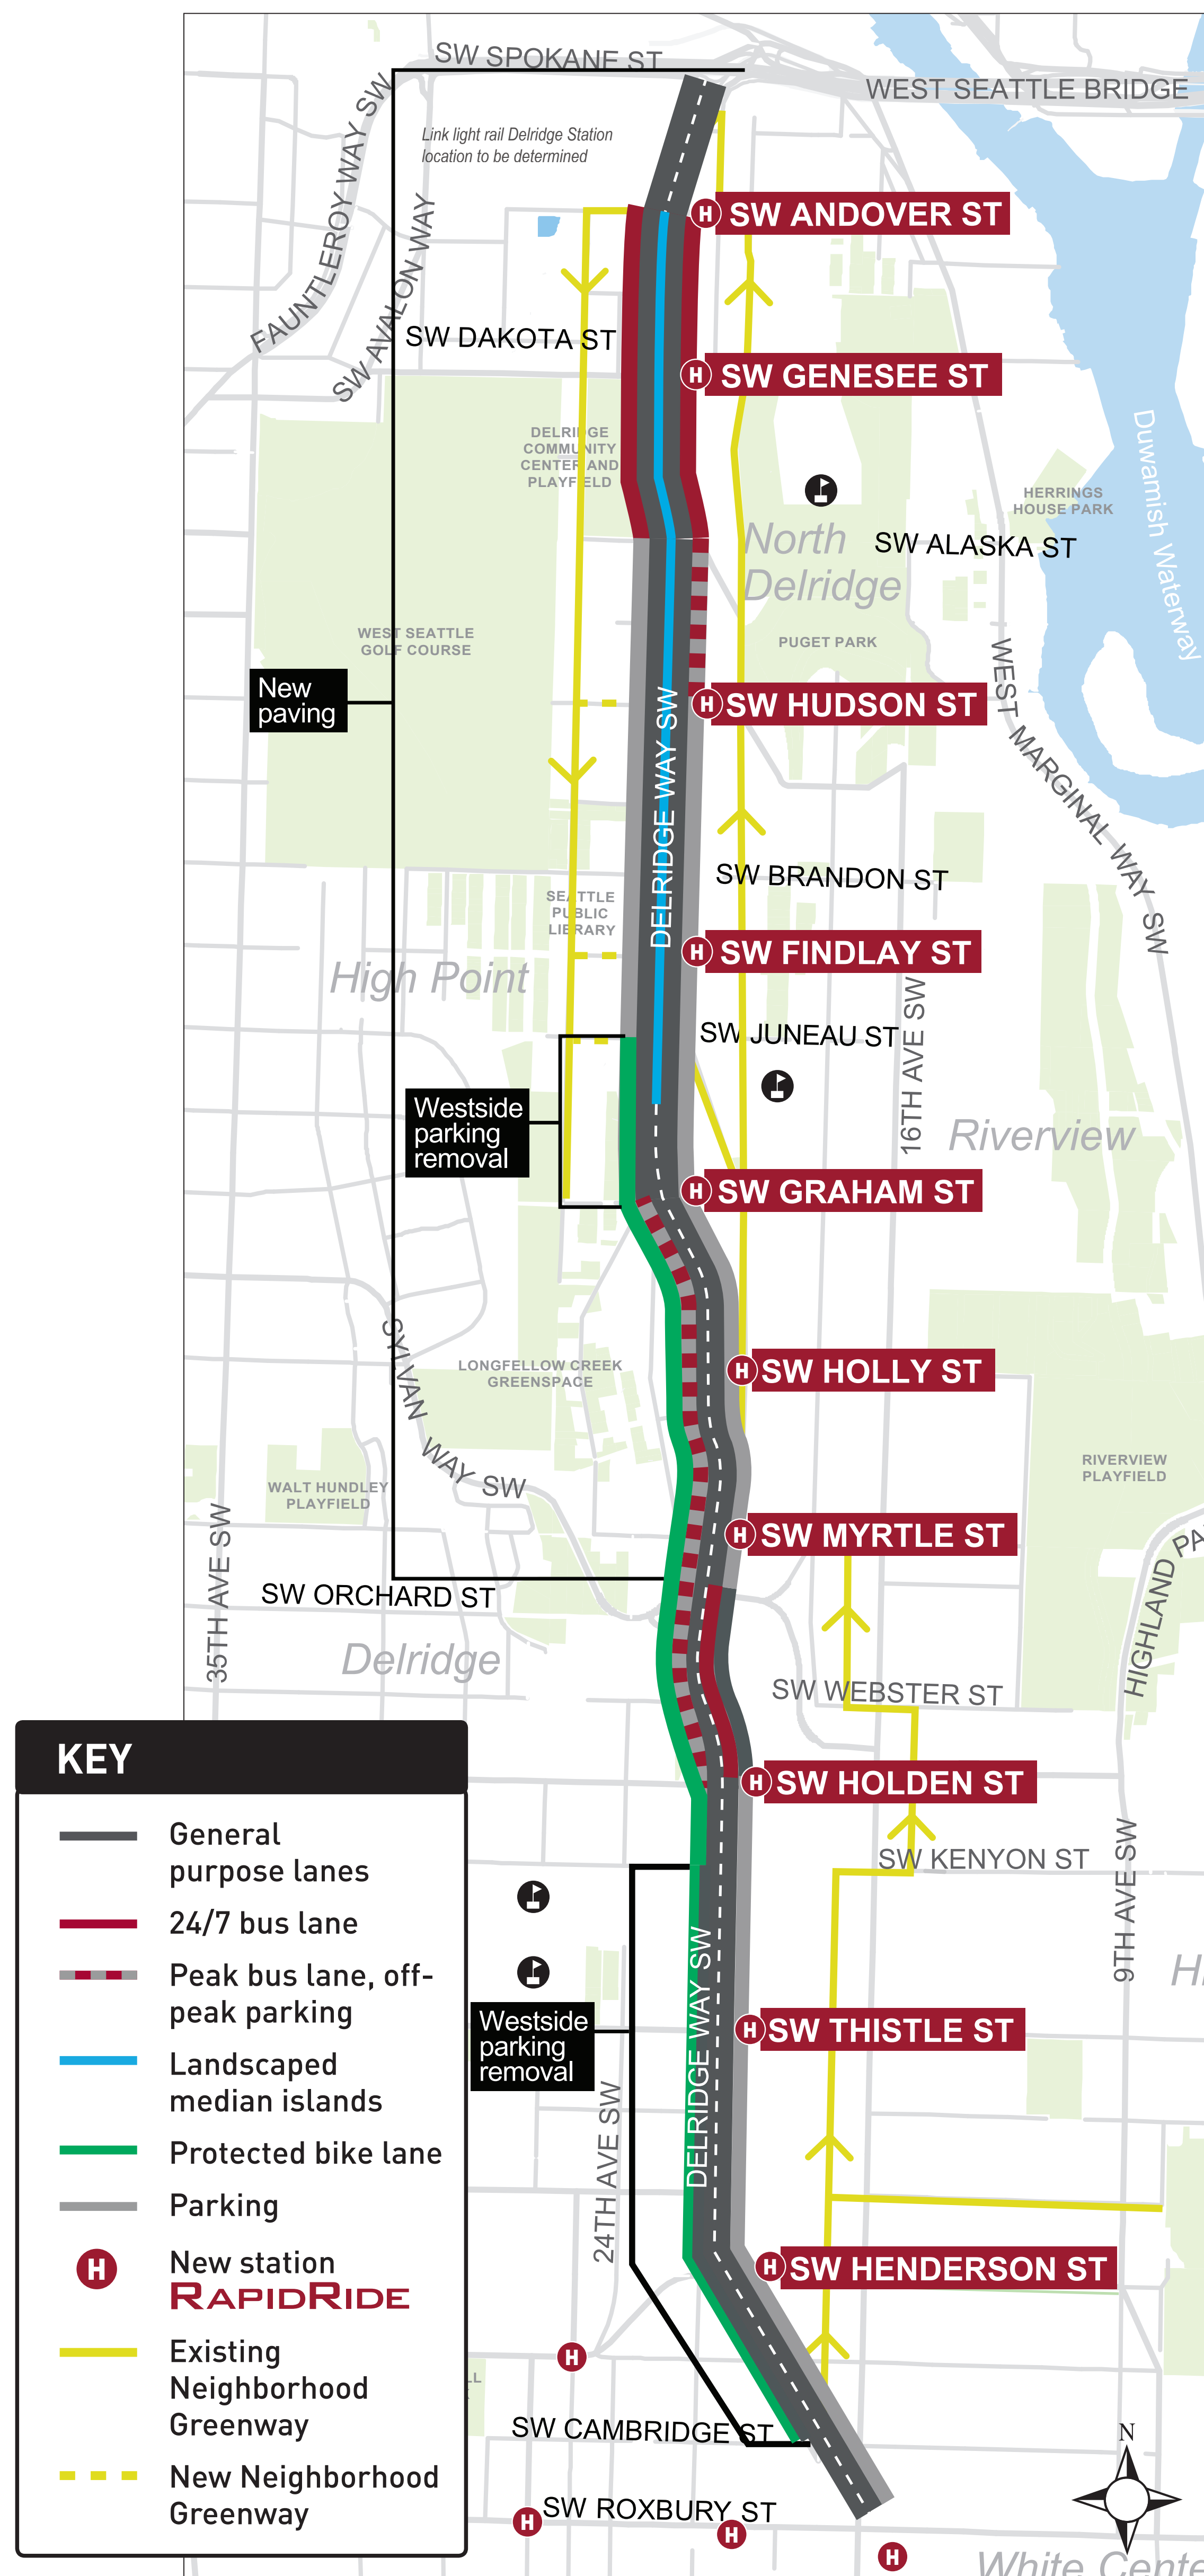 SW SPOKANE ST
WEST SEATTLE BRIDGE
FAUNTLEROY WAY SW
SW AVALON WAY
Link light rail Delridge Station
location to be determined
H SW ANDOVER ST
SW DAKOTA ST
H SW GENESEE ST
DELRIDGE
COMMUNITY
CENTER AND
PLAYFIELD
Duwamish Waterway
HERRINGS
HOUSE PARK
North
Delridge
SW ALASKA ST
WEST SEATTLE
GOLF COURSE
PUGET PARK
New
paving
H SW HUDSON ST
WEST MARGINAL WAY SW
DELRIDGE WAY SW
SW BRANDON ST
SEATTLE
PUBLIC
LIBRARY
H SW FINDLAY ST
High Point
16TH AVE SW
SW JUNEAU ST
Westside
parking
removal
Riverview
H SW GRAHAM ST
SYLVAN WAY SW
LONGFELLOW CREEK
GREENSPACE
H SW HOLLY ST
RIVERVIEW
PLAYFIELD
WALT HUNDLEY
PLAYFIELD
35TH AVE SW
H SW MYRTLE ST
HIGHLAND PA
SW ORCHARD ST
Delridge
SW WEBSTER ST
H SW HOLDEN ST
SW KENYON ST
9TH AVE SW
DELRIDGE WAY SW
H
Westside
parking
removal
H SW THISTLE ST
24TH AVE SW
H SW HENDERSON ST
H
LL
SW CAMBRIDGE ST
N
H SW ROXBURY ST
H
H
White Cente
KEY
General
purpose lanes
24/7 bus lane
Peak bus lane, off-
peak parking
Landscaped
median islands
Protected bike lane
Parking
H New station
RAPIDRIDE
Existing
Neighborhood
Greenway
New Neighborhood
Greenway